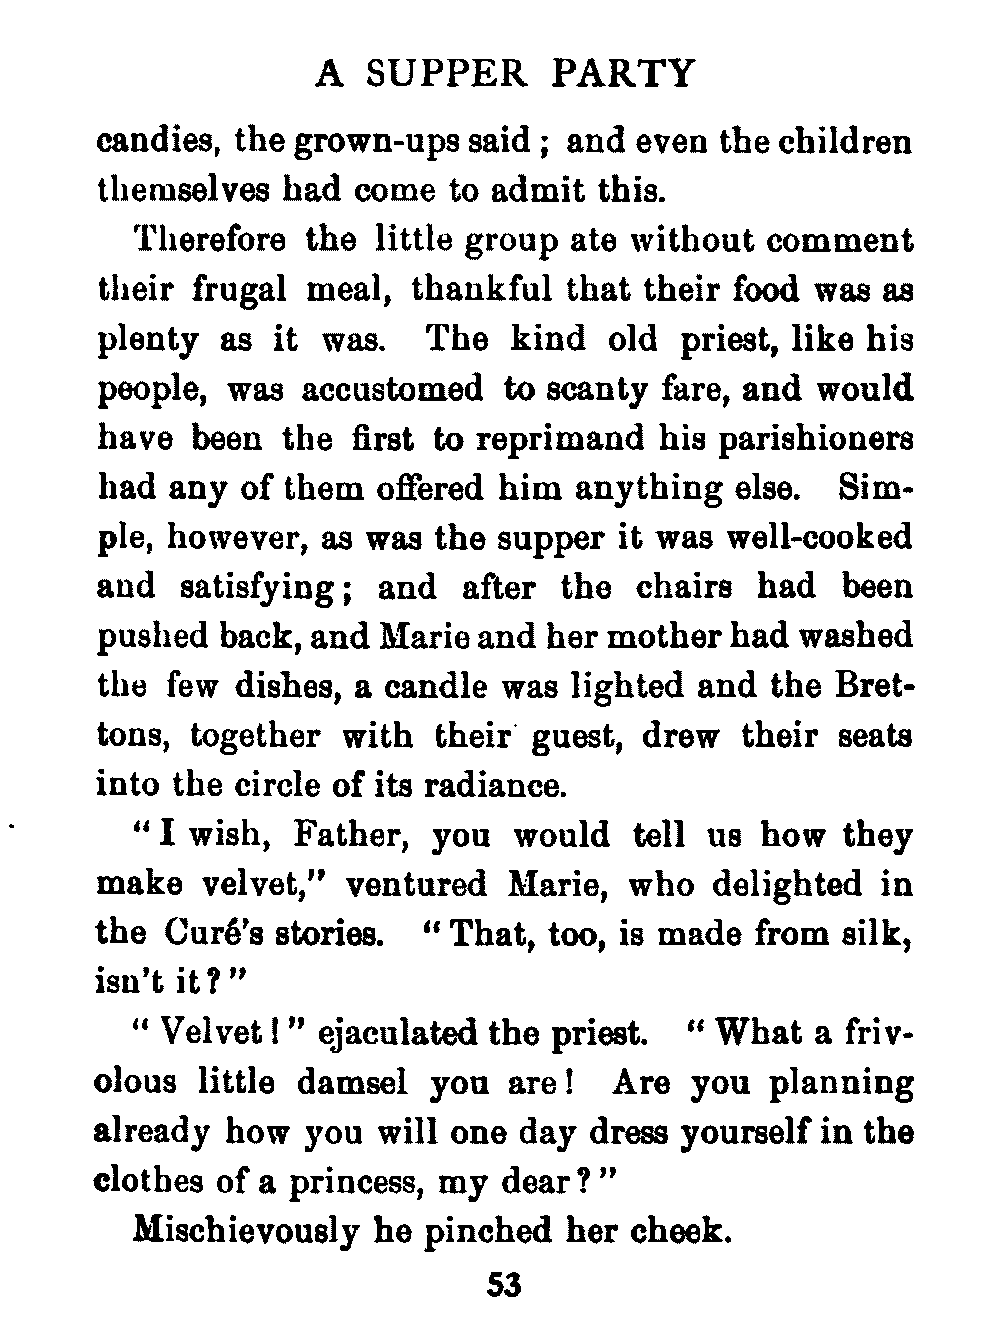 A SUPPER PARTY
candies, the grown-ups said; and even the children
themselves had come to admit this.
Therefore the little group ate without comment
their frugal meal, thankful that their food was as
plenty as it was. The kind old priest, like his
people, was accustomed to scanty fare, and would
have been the first to reprimand his parishioners
had any of them offered him anything else. Sim-
ple, however, as was the supper it was well-cooked
and satisfying; and after the chairs had been
pushed back, and Marie and her mother had washed
the few dishes, a candle was lighted and the Bret-
tons, together with their guest, drew their seats
into the circle of its radiance.
"I wish, Father, you would tell us how they
make velvet," ventured Marie, who delighted in
the Curé's stories. "That, too, is made from silk,
isn't it?"
"Velvet!" ejaculated the priest. "What a friv-
olous little damsel you are! Are you planning
already how you will one day dress yourself in the
clothes of a princess, my dear?"
Mischievously he pinched her cheek.
53